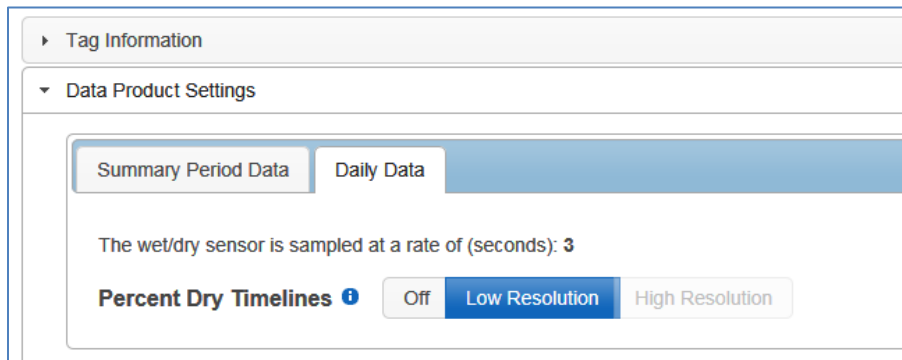 Tag Information
Data Product Settings
Summary Period Data Daily Data
The wet/dry sensor is sampled at a rate of (seconds): 3
Percent Dry Timelines Off Low Resolution High Resolution